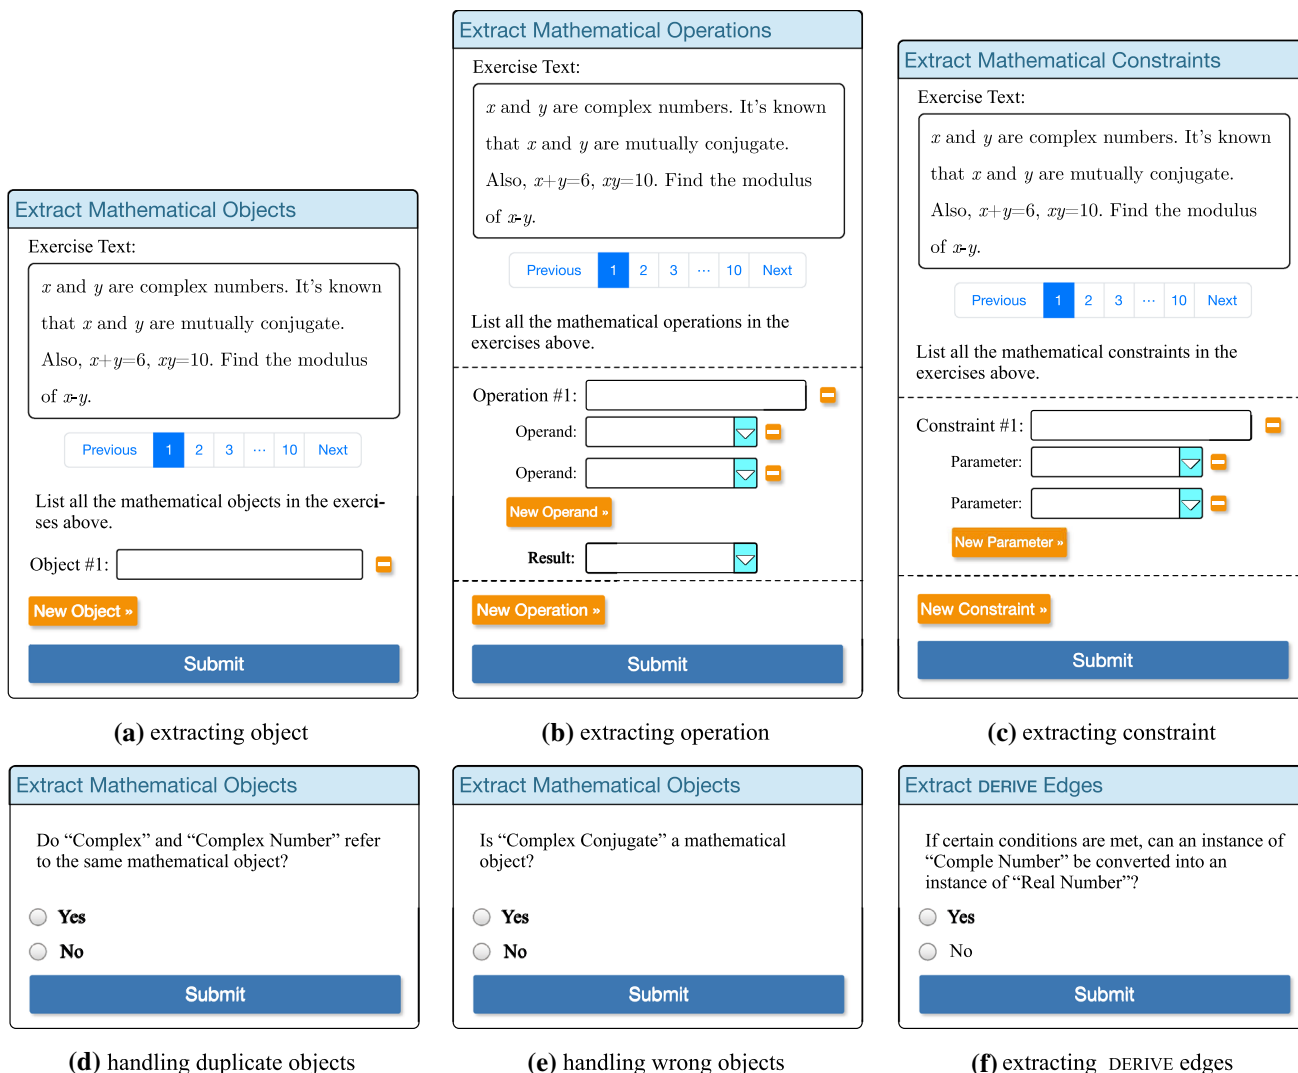 Extract Mathematical Objects
Exercise Text:
x and y are complex numbers. It's known
that x and y are mutually conjugate.
Also, x+y=6, xy=10. Find the modulus
of x-y.
Previous 1 2 3 ... 10 Next
List all the mathematical objects in the exerci-
ses above.
Object #1:
New Object »
Submit
(a) extracting object
Extract Mathematical Operations
Exercise Text:
x and y are complex numbers. It's known
that x and y are mutually conjugate.
Also, x+y=6, xy=10. Find the modulus
of x-y.
Previous 1 2 3 ... 10 Next
List all the mathematical operations in the
exercises above.
Operation #1:
Operand:
Operand:
New Operand »
Result:
New Operation »
Submit
(b) extracting operation
Extract Mathematical Constraints
Exercise Text:
x and y are complex numbers. It's known
that x and y are mutually conjugate.
Also, x+y=6, xy=10. Find the modulus
of x-y.
Previous 1 2 3 ... 10 Next
List all the mathematical constraints in the
exercises above.
Constraint #1:
Parameter:
Parameter:
New Parameter »
New Constraint »
Submit
(c) extracting constraint
Extract Mathematical Objects
Do “Complex” and “Complex Number” refer
to the same mathematical object?
Yes
No
Submit
(d) handling duplicate objects
Extract Mathematical Objects
Is “Complex Conjugate” a mathematical
object?
Yes
No
Submit
(e) handling wrong objects
Extract DERIVE Edges
If certain conditions are met, can an instance of
“Comple Number” be converted into an
instance of “Real Number”?
Yes
No
Submit
(f) extracting DERIVE edges